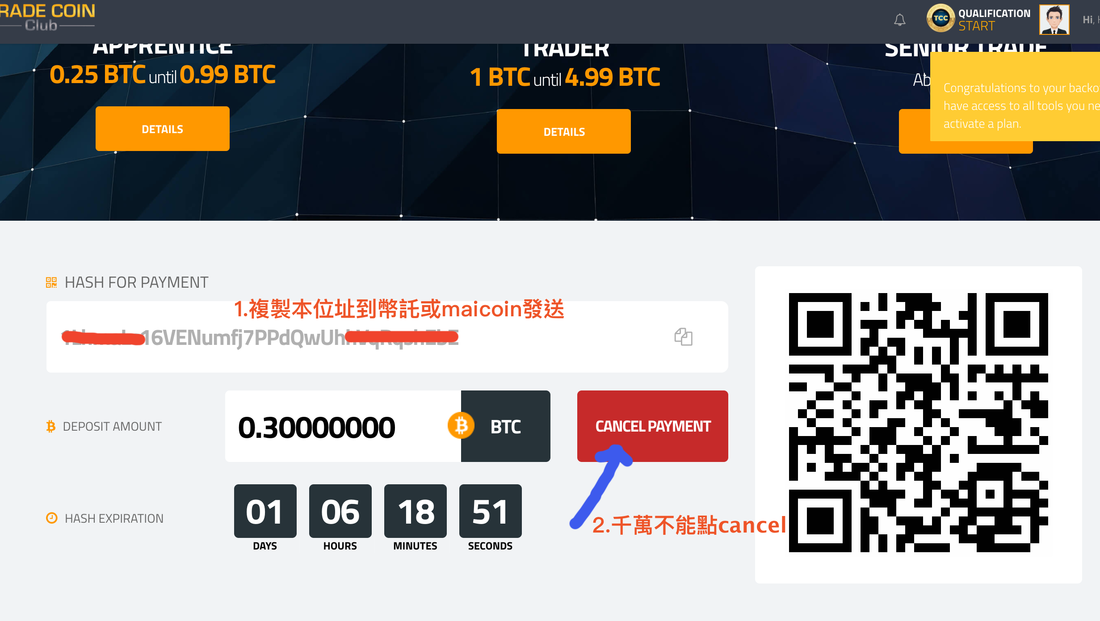 RADE COIN
Club
TCC
QUALIFICATION
START
Hi,
APPRENTICE
TRADER
SENIOR TRADE
0.25 BTC until 0.99 BTC
1 BTC until 4.99 BTC
Ab
DETAILS
DETAILS
Congratulations to your backo
have access to all tools you ne
activate a plan.
HASH FOR PAYMENT
1.複製本位址到幣託或maicoin發送
16VENumfj7PPdQwUh
DEPOSIT AMOUNT
0.30000000
BTC
CANCEL PAYMENT
2.千萬不能點cancel
HASH EXPIRATION
01
06
18
51
DAYS
HOURS
MINUTES
SECONDS